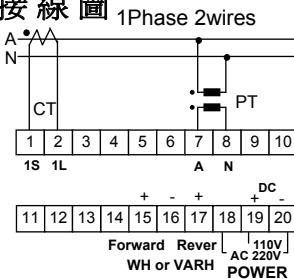 接線圖 1Phase 2wires
A
N
CT PT
1 2 3 4 5 6 7 8 9 10
1S 1L A N
DC
+ - + + -
11 12 13 14 15 16 17 18 19 20
Forward Rever 110V
AC 220V
WH or VARH POWER